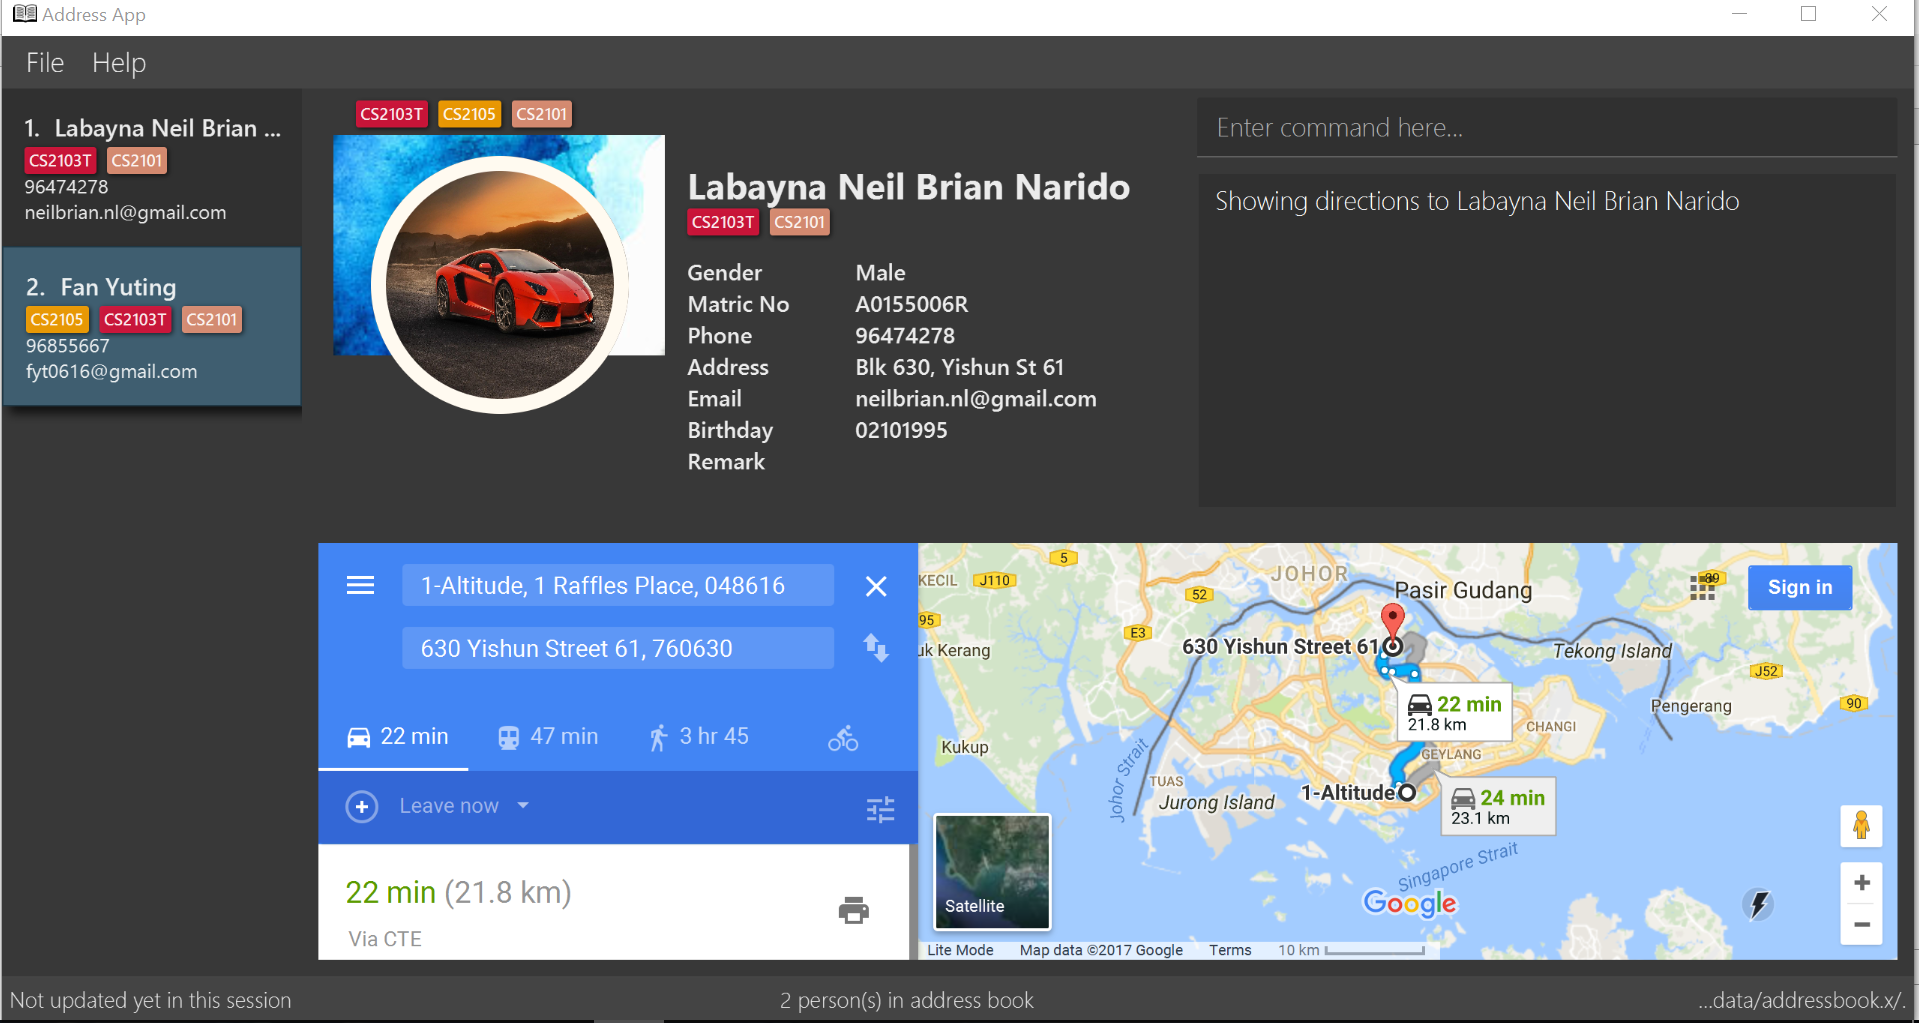 Address App
File Help
1. Labayna Neil Brian ...
CS2103T CS2101
96474278
neilbrian.nl@gmail.com
2. Fan Yuting
CS2105 CS2103T CS2101
96855667
fyt0616@gmail.com
CS2103T CS2105 CS2101
Labayna Neil Brian Narido
CS2103T CS2101
Gender Male
Matric No A0155006R
Phone 96474278
Address Blk 630, Yishun St 61
Email neilbrian.nl@gmail.com
Birthday 02101995
Remark
Enter command here...
Showing directions to Labayna Neil Brian Narido
1-Altitude, 1 Raffles Place, 048616
630 Yishun Street 61, 760630
22 min 47 min 3 hr 45
Leave now
22 min (21.8 km)
Via CTE
5
KECIL J110 JOHOR 89
52 Pasir Gudang Sign in
95 E3
uk Kerang 630 Yishun Street 61 Tekong Island
J52
22 min
21.8 km
Pengerang 90
CHANGI
Kukup GEYLANG
Johor Strait
TUAS
Jurong Island 1-Altitude
24 min
23.1 km
Singapore Strait
Satellite Google
Lite Mode Map data ©2017 Google Terms 10 km
Not updated yet in this session 2 person(s) in address book ...data/addressbook.x/.